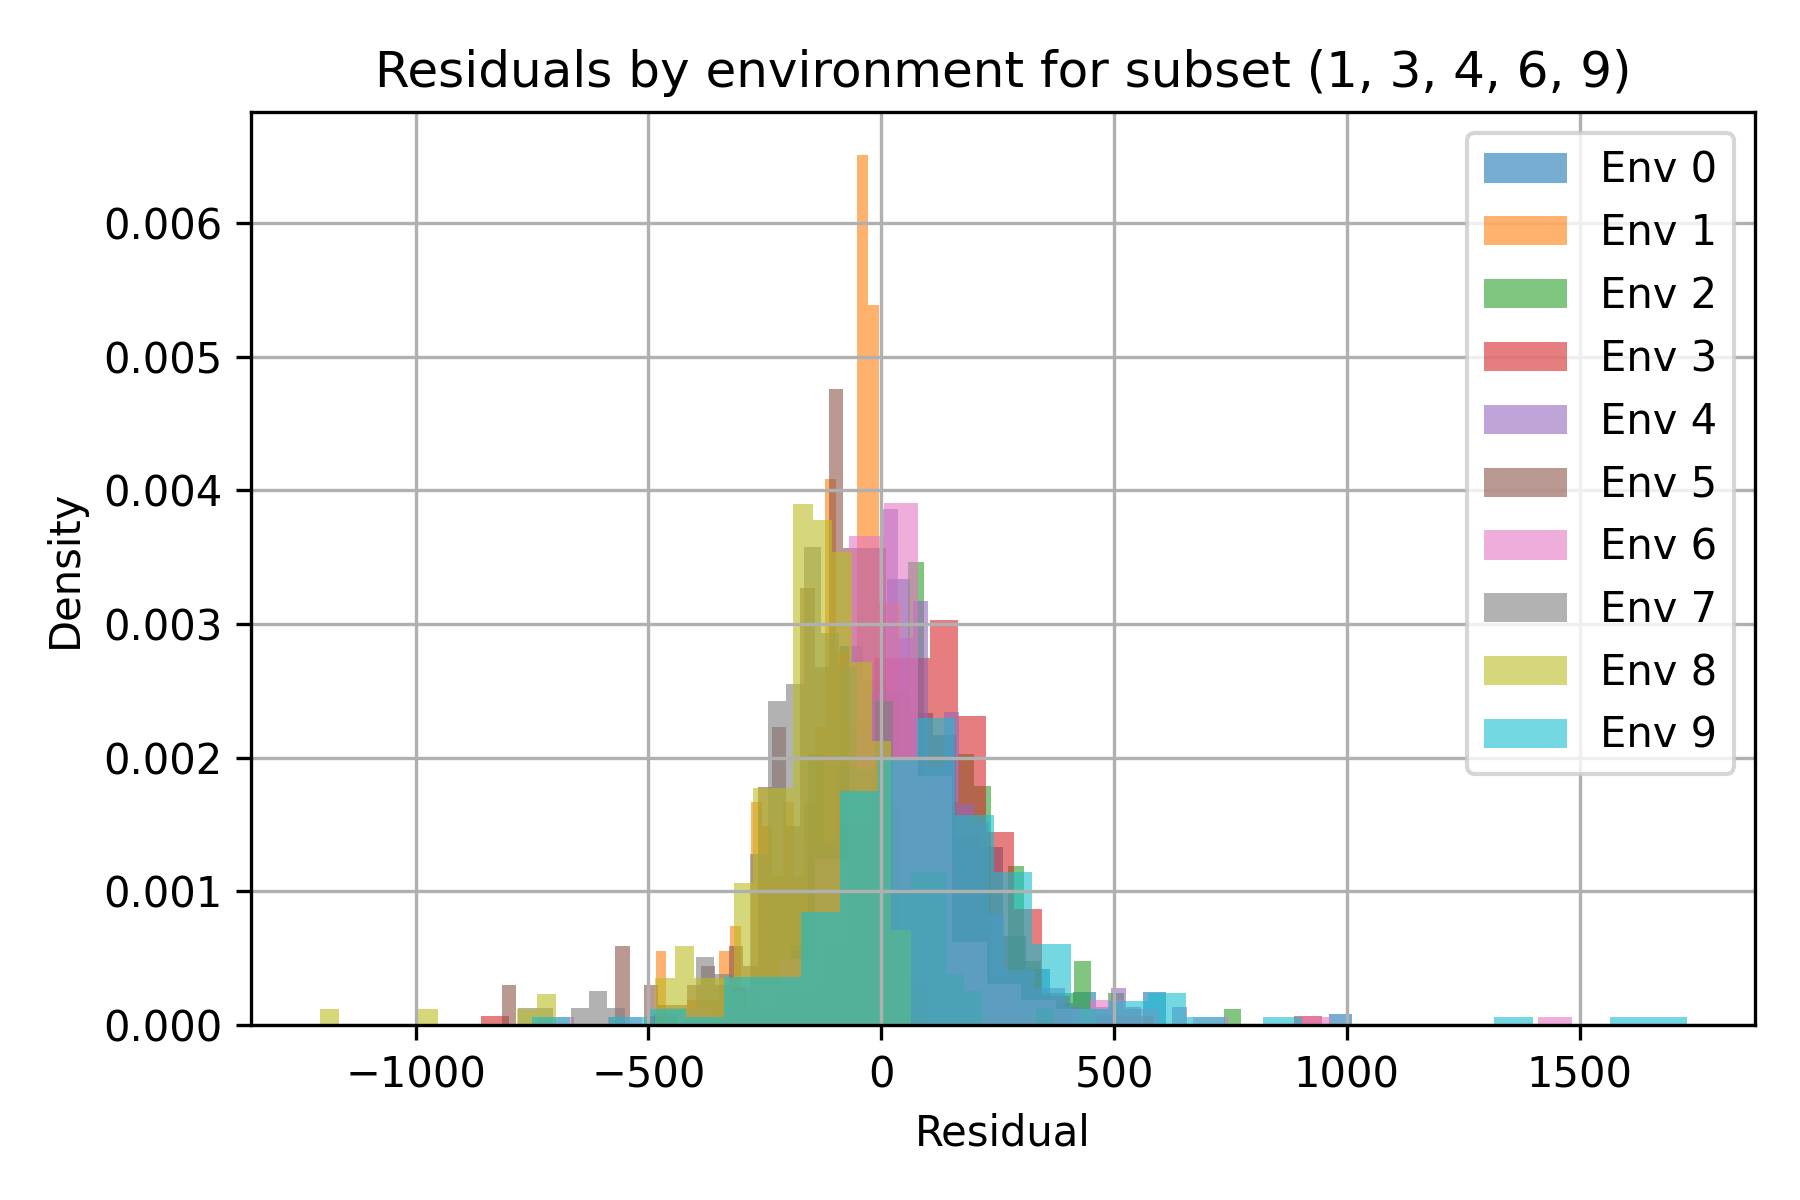 Residuals by environment for subset (1, 3, 4, 6, 9)
Density
0.006
0.005
0.004
0.003
0.002
0.001
0.000
−1000
−500
0
500
1000
1500
Residual
Env 0
Env 1
Env 2
Env 3
Env 4
Env 5
Env 6
Env 7
Env 8
Env 9